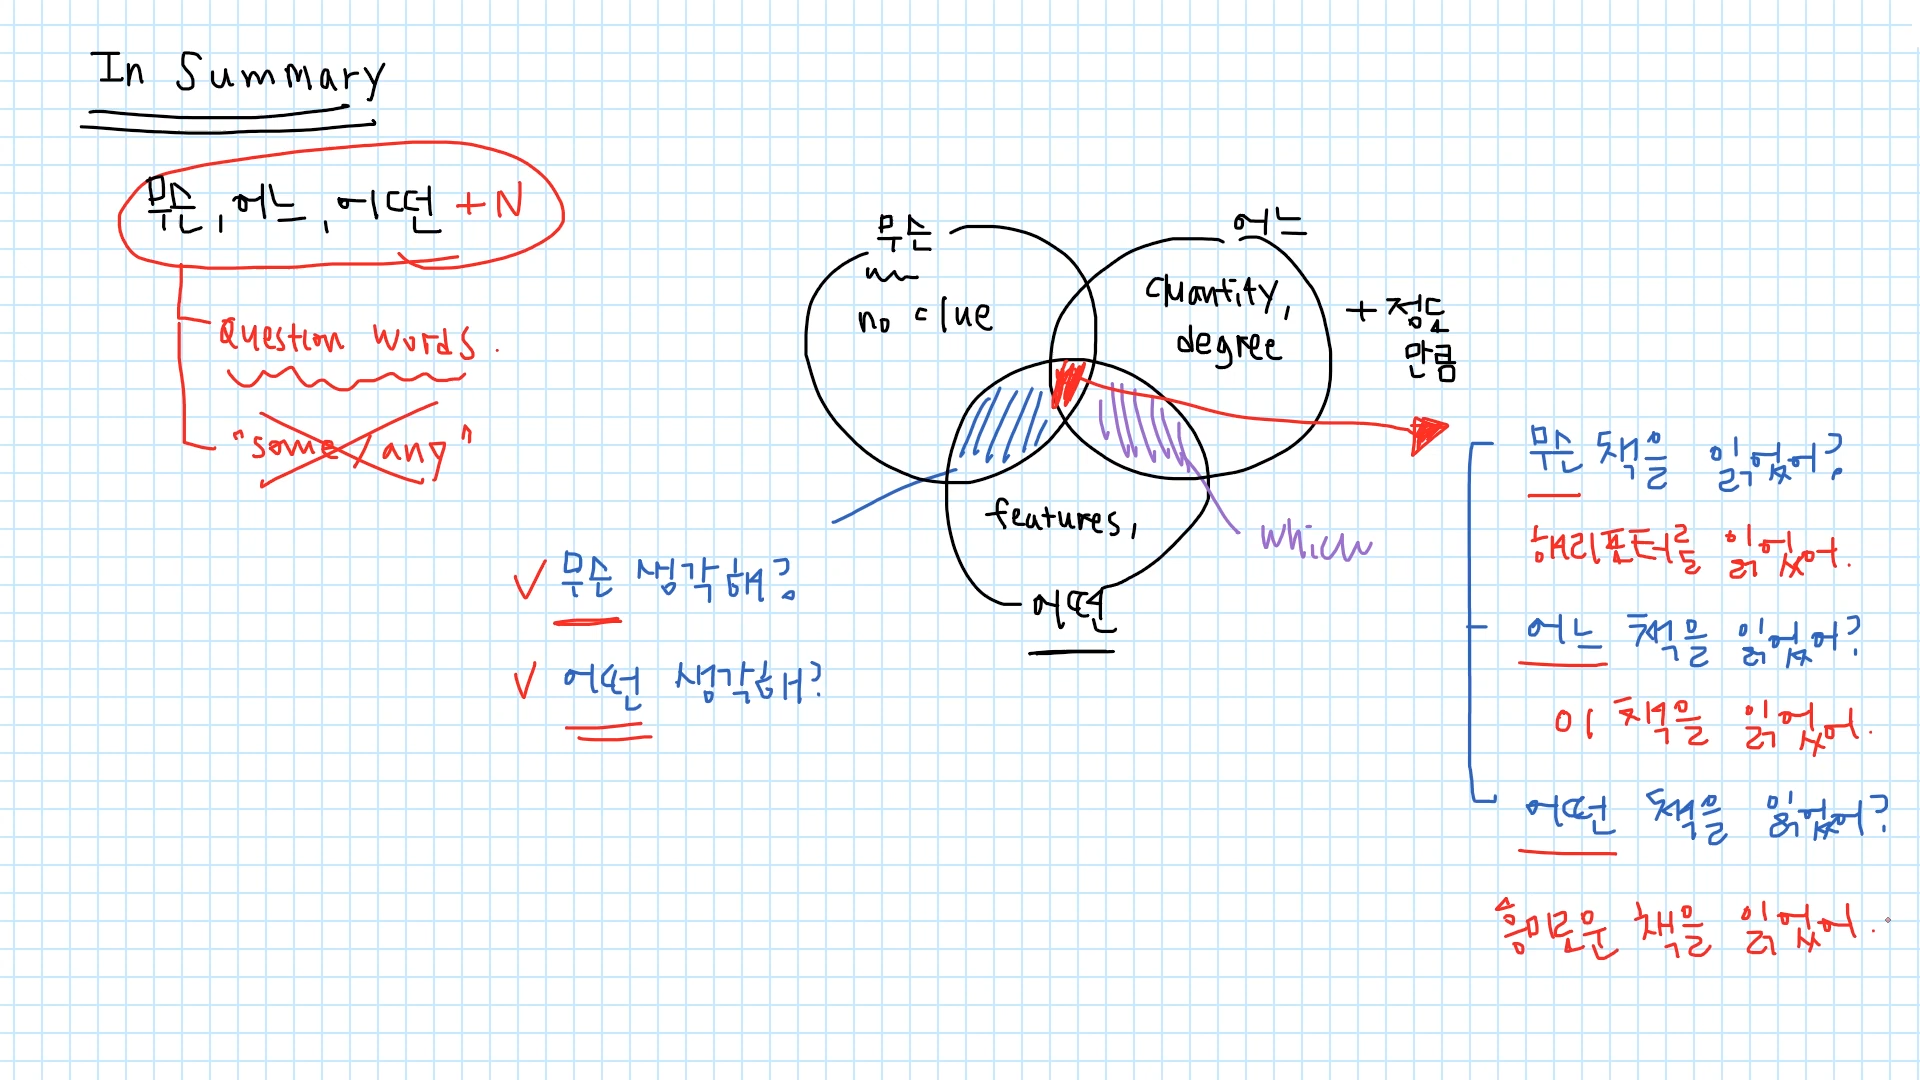 In Summary
무슨, 어느, 어떤 + N
Question words.
"some / any"
무슨
no clue
어느
quantity,
degree
+ 정도
만큼
features,
어떤
which
무슨 생각해?
어떤 생각해?
무슨 책을 읽었어?
해리포터를 읽었어.
어느 책을 읽었어?
이 책을 읽었어.
어떤 책을 읽었어?
흥미로운 책을 읽었어.